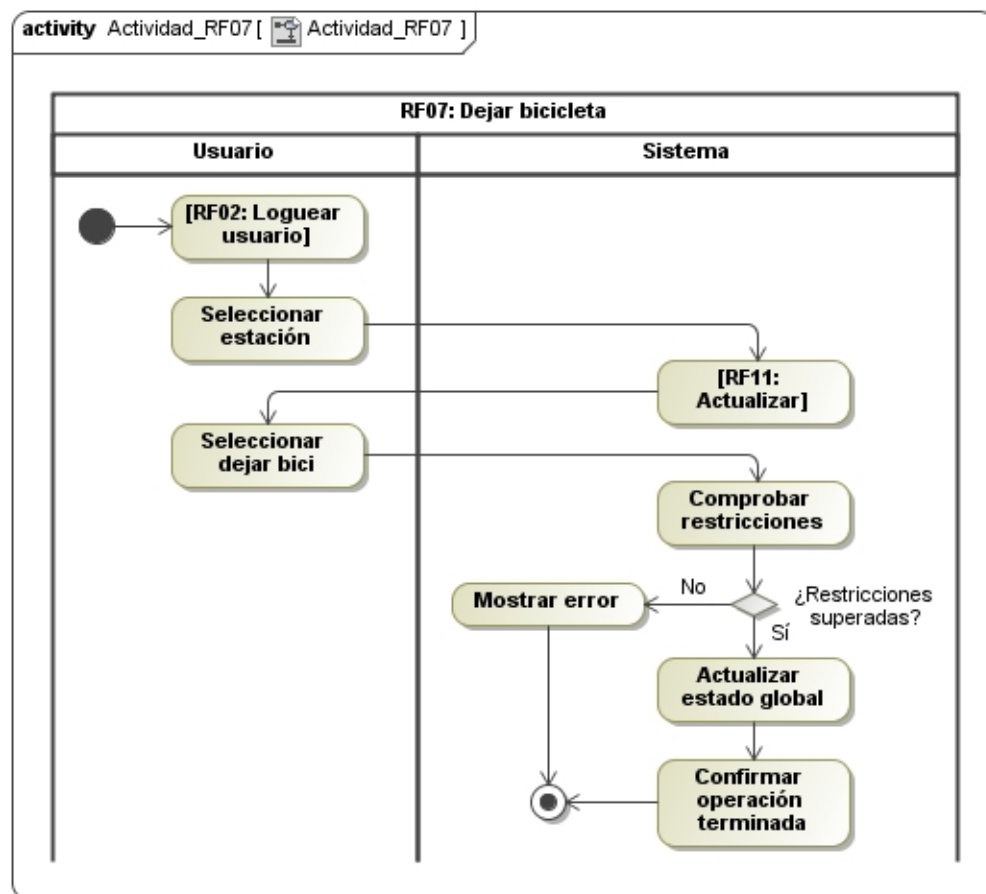 activity Actividad_RF07 [ Actividad_RF07 ]
RF07: Dejar bicicleta
Usuario
Sistema
[RF02: Loguear
usuario]
Seleccionar
estación
[RF11:
Actualizar]
Seleccionar
dejar bici
Comprobar
restricciones
¿Restricciones
superadas?
No
Mostrar error
Sí
Actualizar
estado global
Confirmar
operación
terminada